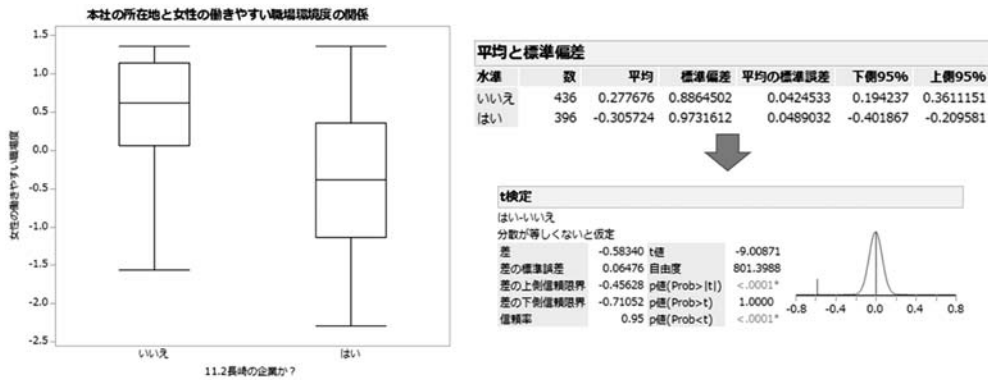 本社の所在地と女性の働きやすい職場環境度の関係
女性の働きやすい職場度
1.5
1.0
0.5
0.0
-0.5
-1.0
-1.5
-2.0
-2.5
いいえ はい
11.2長崎の企業か?
平均と標準偏差
水準 数 平均 標準偏差 平均の標準誤差 下側95% 上側95%
いいえ 436 0.277676 0.8864502 0.0424533 0.194237 0.3611151
はい 396 -0.305724 0.9731612 0.0489032 -0.401867 -0.209581
t検定
はい-いいえ
分散が等しくないと仮定
差 -0.58340 t値 -9.00871
差の標準誤差 0.06476 自由度 801.3988
差の上側信頼限界 -0.45628 p値(Prob>|t|) <.0001*
差の下側信頼限界 -0.71052 p値(Prob>t) 1.0000
信頼率 0.95 p値(Prob<t) <.0001*
-0.8 -0.4 0.0 0.4 0.8